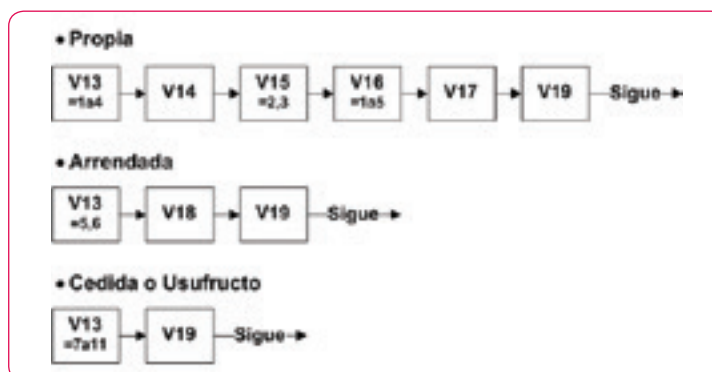 • Propia
V13 =1a4 V14 V15 =2,3 V16 =1a5 V17 V19 Sigue
• Arrendada
V13 =5,6 V18 V19 Sigue
• Cedida o Usufructo
V13 =7a11 V19 Sigue